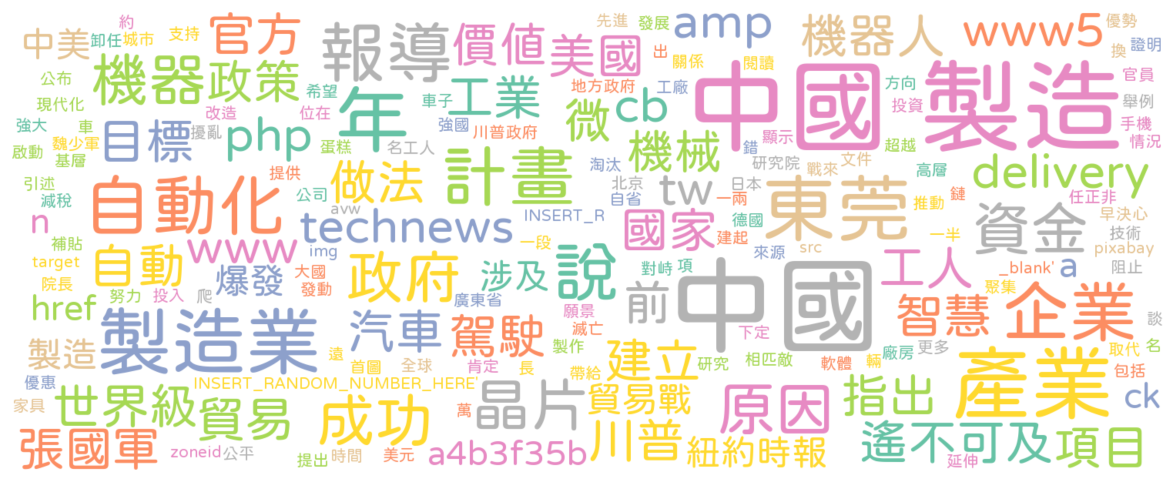 中美
卸任
約
城市
支持
官方
報導
價值
美國
先進
發展
出
關係
amp
閱讀
機器人
www5
優勢
換
證明
公布
現代化
機器
政策
希望
年
車子
工業
地方政府
工廠
微
cb
中國
製造
方向
投資
官員
舉例
手機
情況
強大
車
魏少軍
啟動
基層
目標
改造
擾亂
php
位在
蛋糕
名工人
強國
川普政府
計畫
機械
錯
顯示
研究院
戰來
文件
超越
高層
delivery
引述
減稅
提供
自動化
公司
做法
淘汰
北京
自省
tw
日本
一兩
東莞
推動
鏈
任正非
資金
早決心
技術
pixabay
阻止
n
www
avw
img
technews
INSERT_R
一段
國家
德國
建起
來源
src
一半
補貼
target
院長
自動
爆發
大國
發動
政府
涉及
說
對峙
項
前
中國
工人
a
_blank'
聚集
href
努力
投入
爬
製造業
汽車
駕駛
廣東省
願景
滅亡
製作
下定
智慧
企業
談
名
製造
優惠
遠
首圖
全球
肯定
長
帶給
建立
研究
相匹敵
軟體
輛
廠房
更多
產業
取代
包括
INSERT_RANDOM_NUMBER_HERE'
家具
世界級
貿易
成功
萬
晶片
貿易戰
原因
指出
ck
張國軍
zoneid
公平
提出
時間
美元
a4b3f35b
川普
紐約時報
遙不可及
延伸
項目